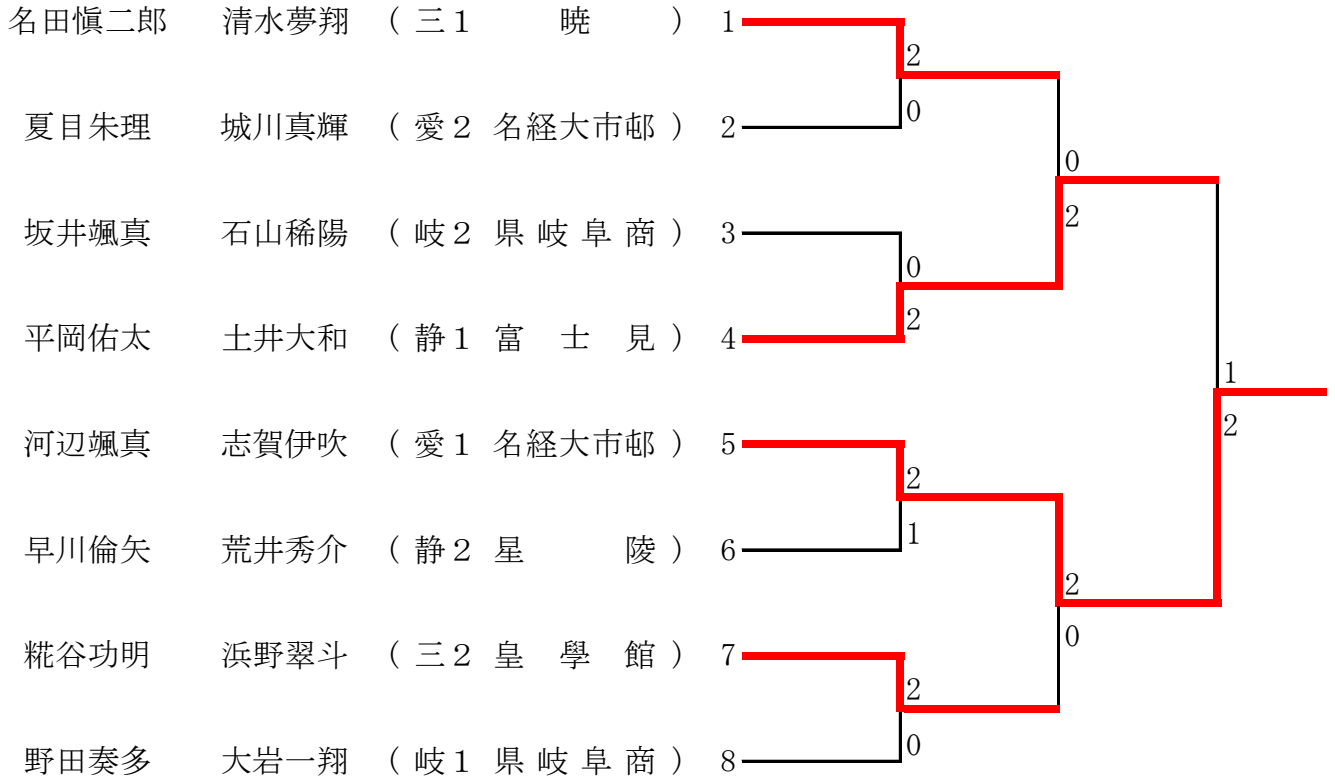 名田愼二郎 清水夢翔 （三1 暁 ） 1
2
夏目朱理 城川真輝 （愛2 名経大市邨） 2
0
0
坂井颯真 石山稀陽 （岐2 県岐阜商） 3
2
0
平岡佑太 土井大和 （静1 富士見） 4
2
1
河辺颯真 志賀伊吹 （愛1 名経大市邨） 5
2
2
早川倫矢 荒井秀介 （静2 星陵） 6
1
2
糀谷功明 浜野翠斗 （三2 皇學館） 7
0
2
野田奏多 大岩一翔 （岐1 県岐阜商） 8
0